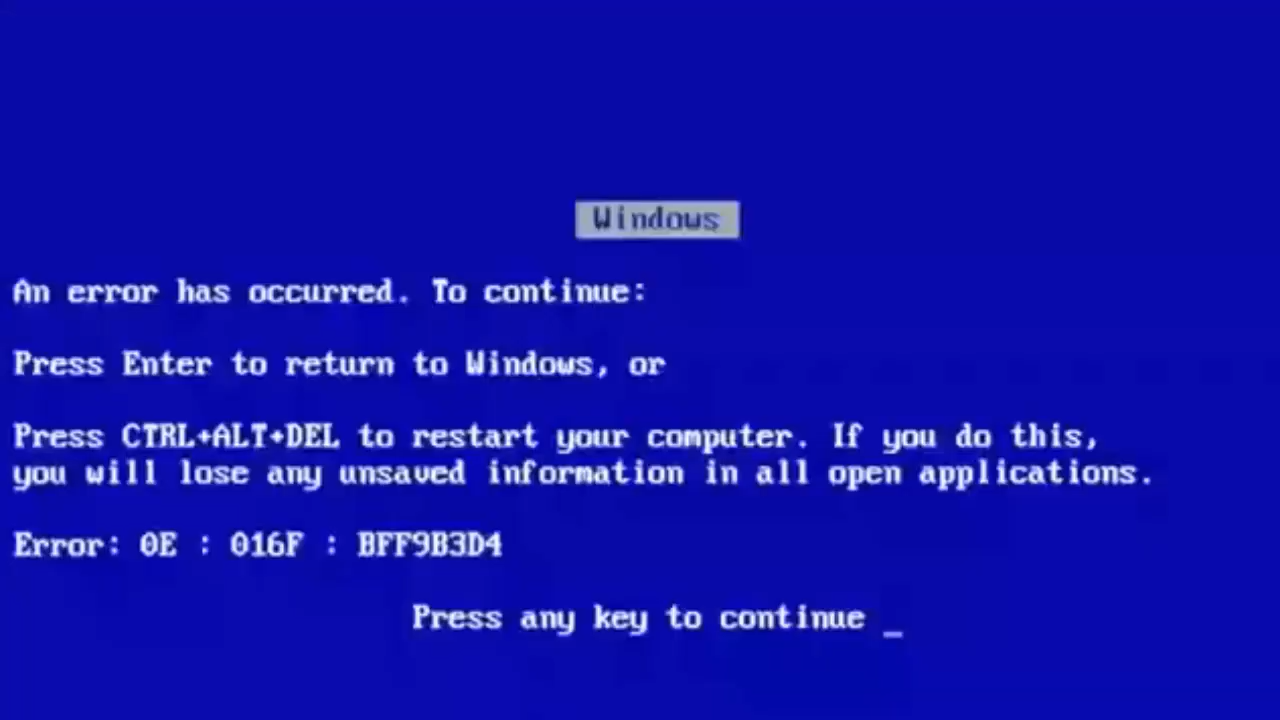 Windows
An error has occurred. To continue:
Press Enter to return to Windows, or
Press CTRL+ALT+DEL to restart your computer. If you do this,
you will lose any unsaved information in all open applications.
Error: 0E : 016F : BFF9B3D4
Press any key to continue _